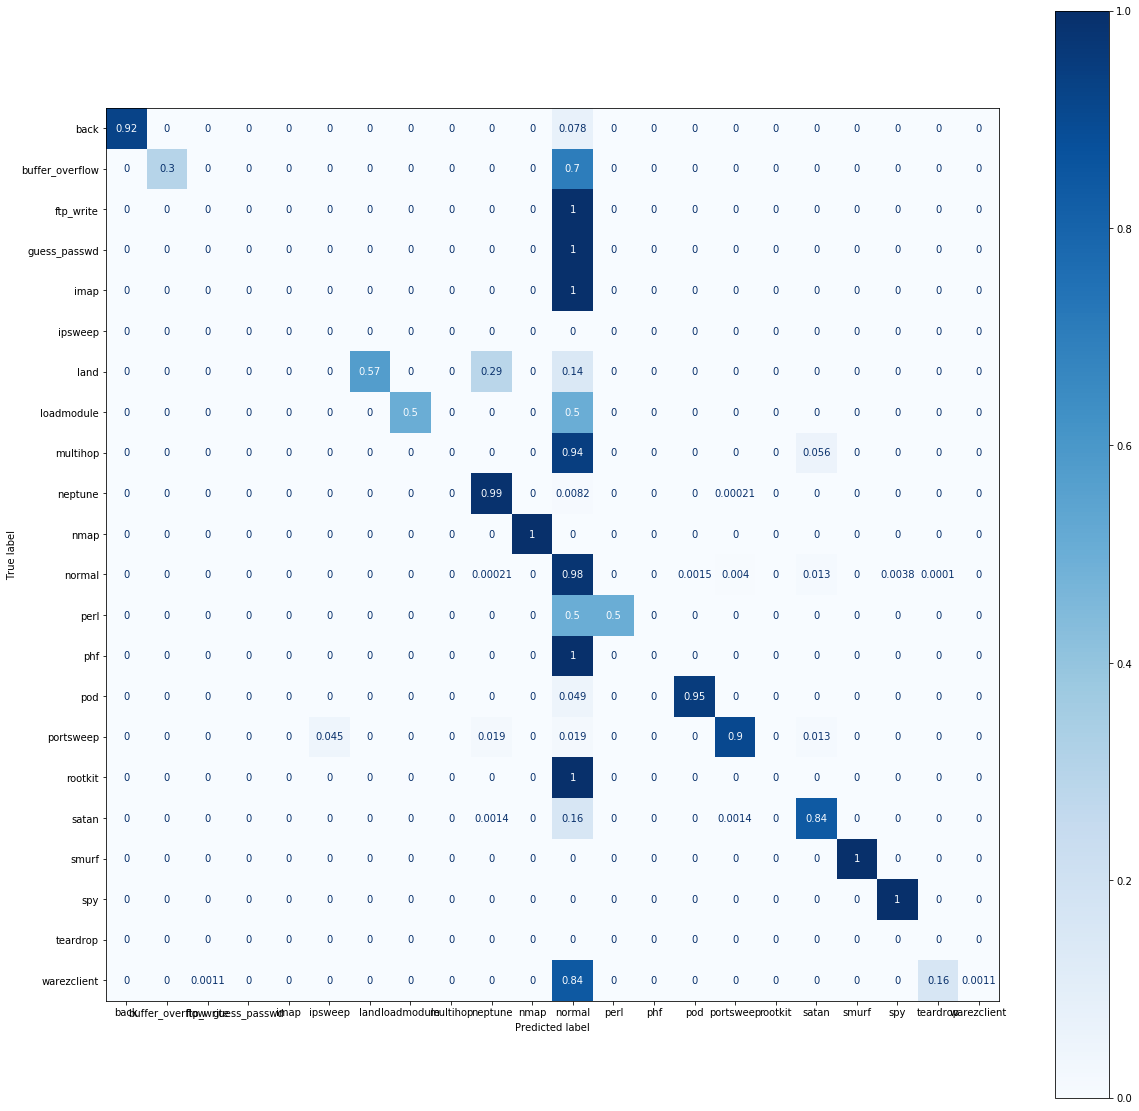 1.0
back 0.92 0 0 0 0 0 0 0 0 0 0 0.078 0 0 0 0 0 0 0 0 0 0
buffer_overflow 0 0.3 0 0 0 0 0 0 0 0 0 0.7 0 0 0 0 0 0 0 0 0 0
ftp_write 0 0 0 0 0 0 0 0 0 0 0 1 0 0 0 0 0 0 0 0 0 0
0.8
guess_passwd 0 0 0 0 0 0 0 0 0 0 0 1 0 0 0 0 0 0 0 0 0 0
imap 0 0 0 0 0 0 0 0 0 0 0 1 0 0 0 0 0 0 0 0 0 0
ipsweep 0 0 0 0 0 0 0 0 0 0 0 0 0 0 0 0 0 0 0 0 0 0
land 0 0 0 0 0 0 0.57 0 0 0.29 0 0.14 0 0 0 0 0 0 0 0 0 0
loadmodule 0 0 0 0 0 0 0 0.5 0 0 0 0.5 0 0 0 0 0 0 0 0 0 0
0.6
multihop 0 0 0 0 0 0 0 0 0 0 0 0.94 0 0 0 0 0 0.056 0 0 0 0
neptune 0 0 0 0 0 0 0 0 0 0.99 0 0.0082 0 0 0 0.00021 0 0 0 0 0 0
nmap 0 0 0 0 0 0 0 0 0 0 1 0 0 0 0 0 0 0 0 0 0 0
True label
normal 0 0 0 0 0 0 0 0 0 0.00021 0 0.98 0 0 0.0015 0.004 0 0.013 0 0.0038 0.0001 0
perl 0 0 0 0 0 0 0 0 0 0 0 0.5 0.5 0 0 0 0 0 0 0 0 0
phf 0 0 0 0 0 0 0 0 0 0 0 1 0 0 0 0 0 0 0 0 0 0
0.4
pod 0 0 0 0 0 0 0 0 0 0 0 0.049 0 0 0.95 0 0 0 0 0 0 0
portsweep 0 0 0 0 0 0.045 0 0 0 0.019 0 0.019 0 0 0 0.9 0 0.013 0 0 0 0
rootkit 0 0 0 0 0 0 0 0 0 0 0 1 0 0 0 0 0 0 0 0 0 0
satan 0 0 0 0 0 0 0 0 0 0.0014 0 0.16 0 0 0 0.0014 0 0.84 0 0 0 0
smurf 0 0 0 0 0 0 0 0 0 0 0 0 0 0 0 0 0 0 1 0 0 0
0.2
spy 0 0 0 0 0 0 0 0 0 0 0 0 0 0 0 0 0 0 0 1 0 0
teardrop 0 0 0 0 0 0 0 0 0 0 0 0 0 0 0 0 0 0 0 0 0 0
warezclient 0 0 0.0011 0 0 0 0 0 0 0 0 0.84 0 0 0 0 0 0 0 0 0.16 0.0011
back buffer_overflow ftp_write guess_passwd imap ipsweep land loadmodule multihop neptune nmap normal perl phf pod portsweep rootkit satan smurf spy teardrop warezclient
Predicted label
0.0